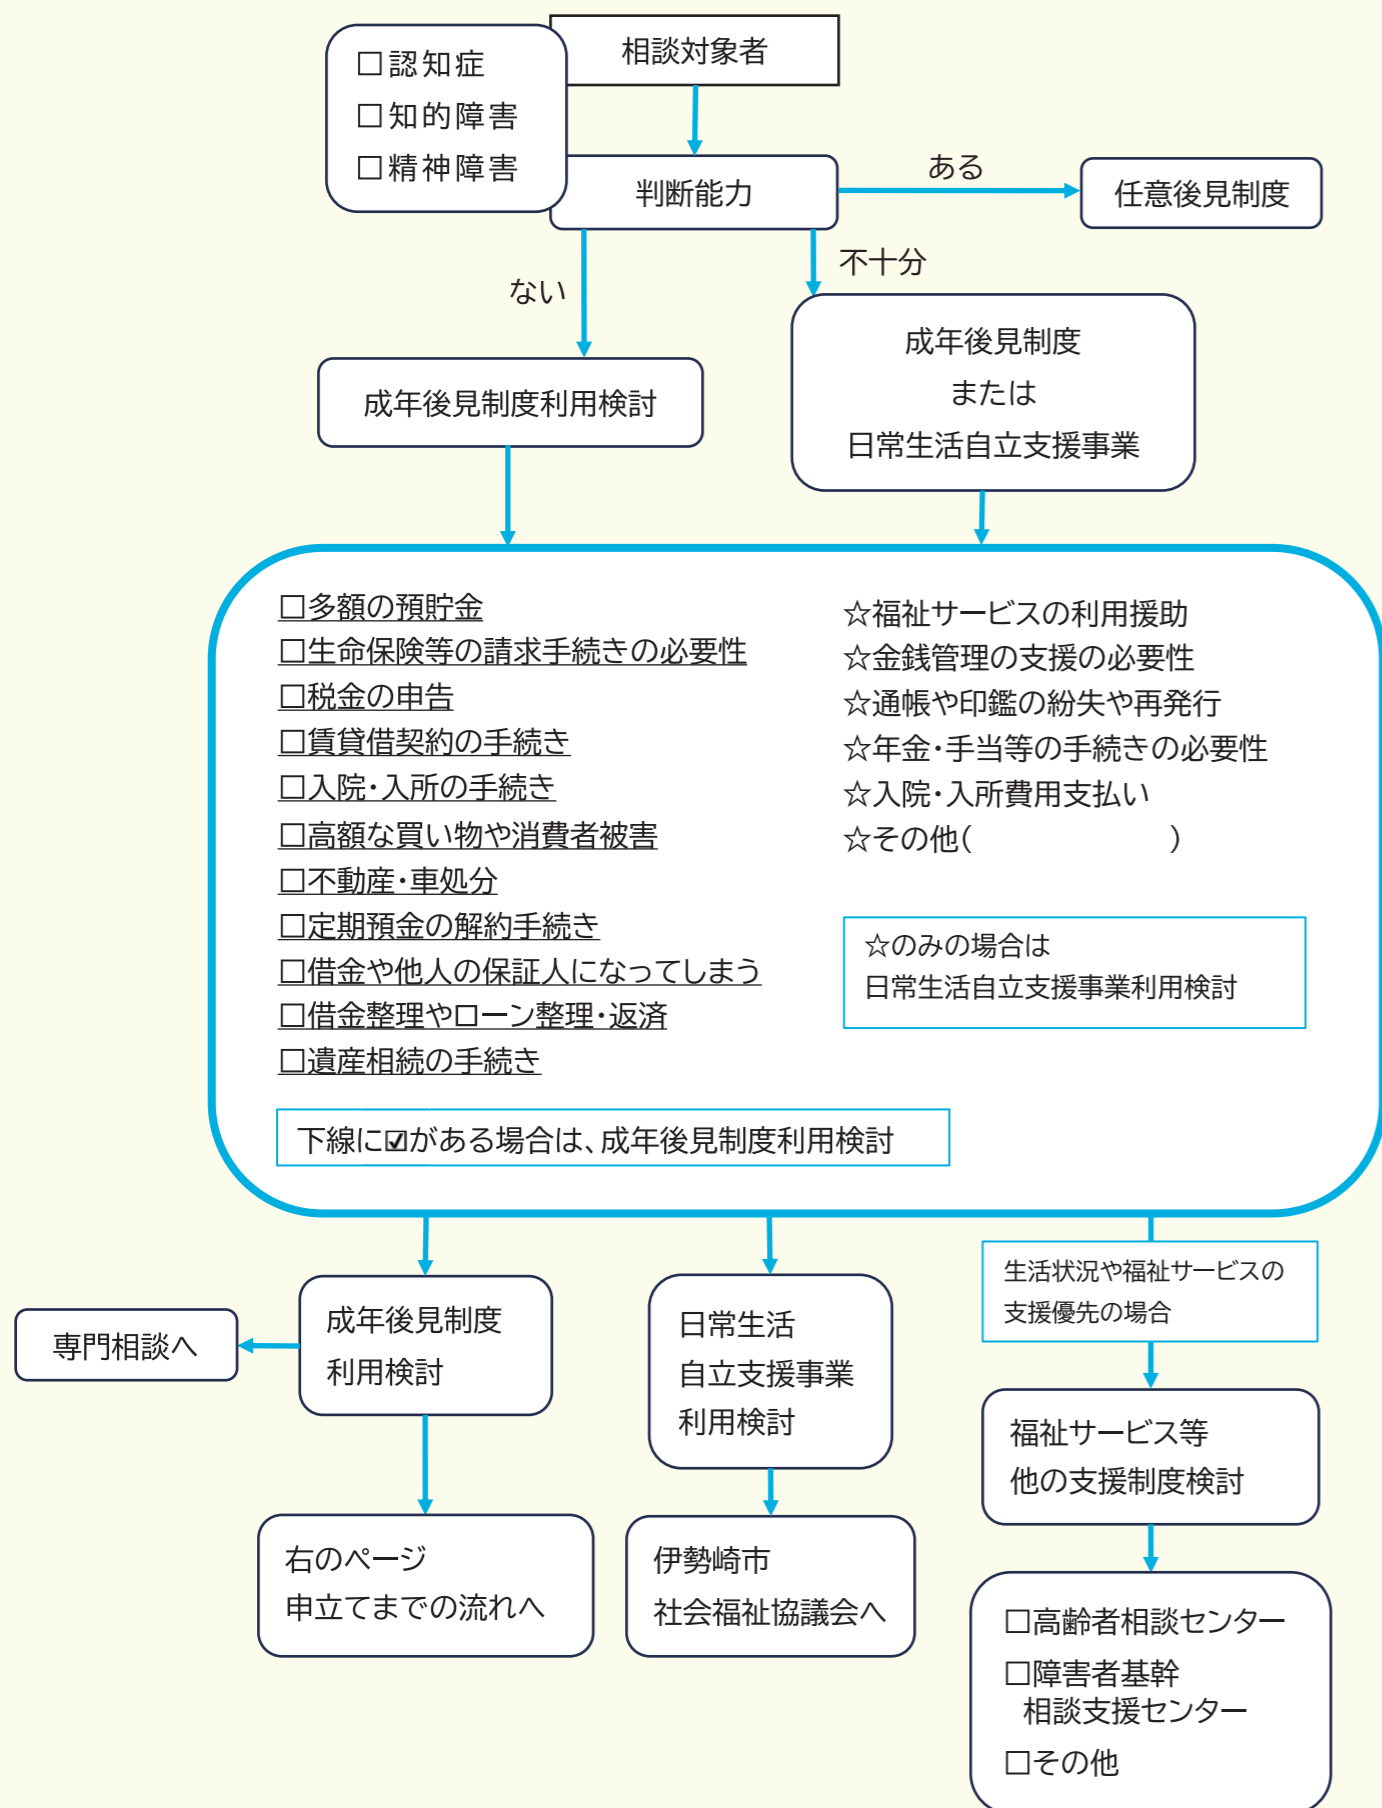 相談対象者
□認知症
□知的障害
□精神障害
判断能力
ある
任意後見制度
ない
不十分
成年後見制度利用検討
成年後見制度
または
日常生活自立支援事業
□多額の預貯金
□生命保険等の請求手続きの必要性
□税金の申告
□賃貸借契約の手続き
□入院・入所の手続き
□高額な買い物や消費者被害
□不動産・車処分
□定期預金の解約手続き
□借金や他人の保証人になってしまう
□借金整理やローン整理・返済
□遺産相続の手続き
☆福祉サービスの利用援助
☆金銭管理の支援の必要性
☆通帳や印鑑の紛失や再発行
☆年金・手当等の手続きの必要性
☆入院・入所費用支払い
☆その他(　　　　　　　)
☆のみの場合は
日常生活自立支援事業利用検討
下線に☑がある場合は、成年後見制度利用検討
専門相談へ
成年後見制度
利用検討
右のページ
申立てまでの流れへ
日常生活
自立支援事業
利用検討
伊勢崎市
社会福祉協議会へ
生活状況や福祉サービスの
支援優先の場合
福祉サービス等
他の支援制度検討
□高齢者相談センター
□障害者基幹
相談支援センター
□その他